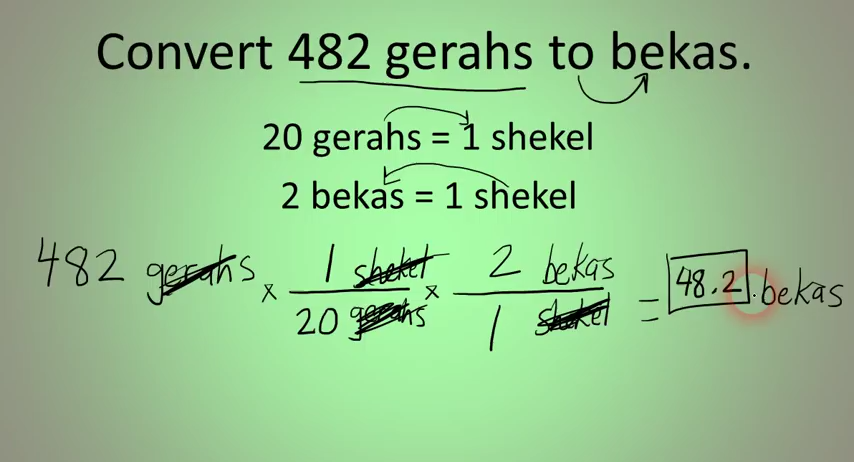 Convert 482 gerahs to bekas.
20 gerahs = 1 shekel
2 bekas = 1 shekel
482 gerahs x 1 shekel / 20 gerahs x 2 bekas / 1 shekel = 48.2 bekas